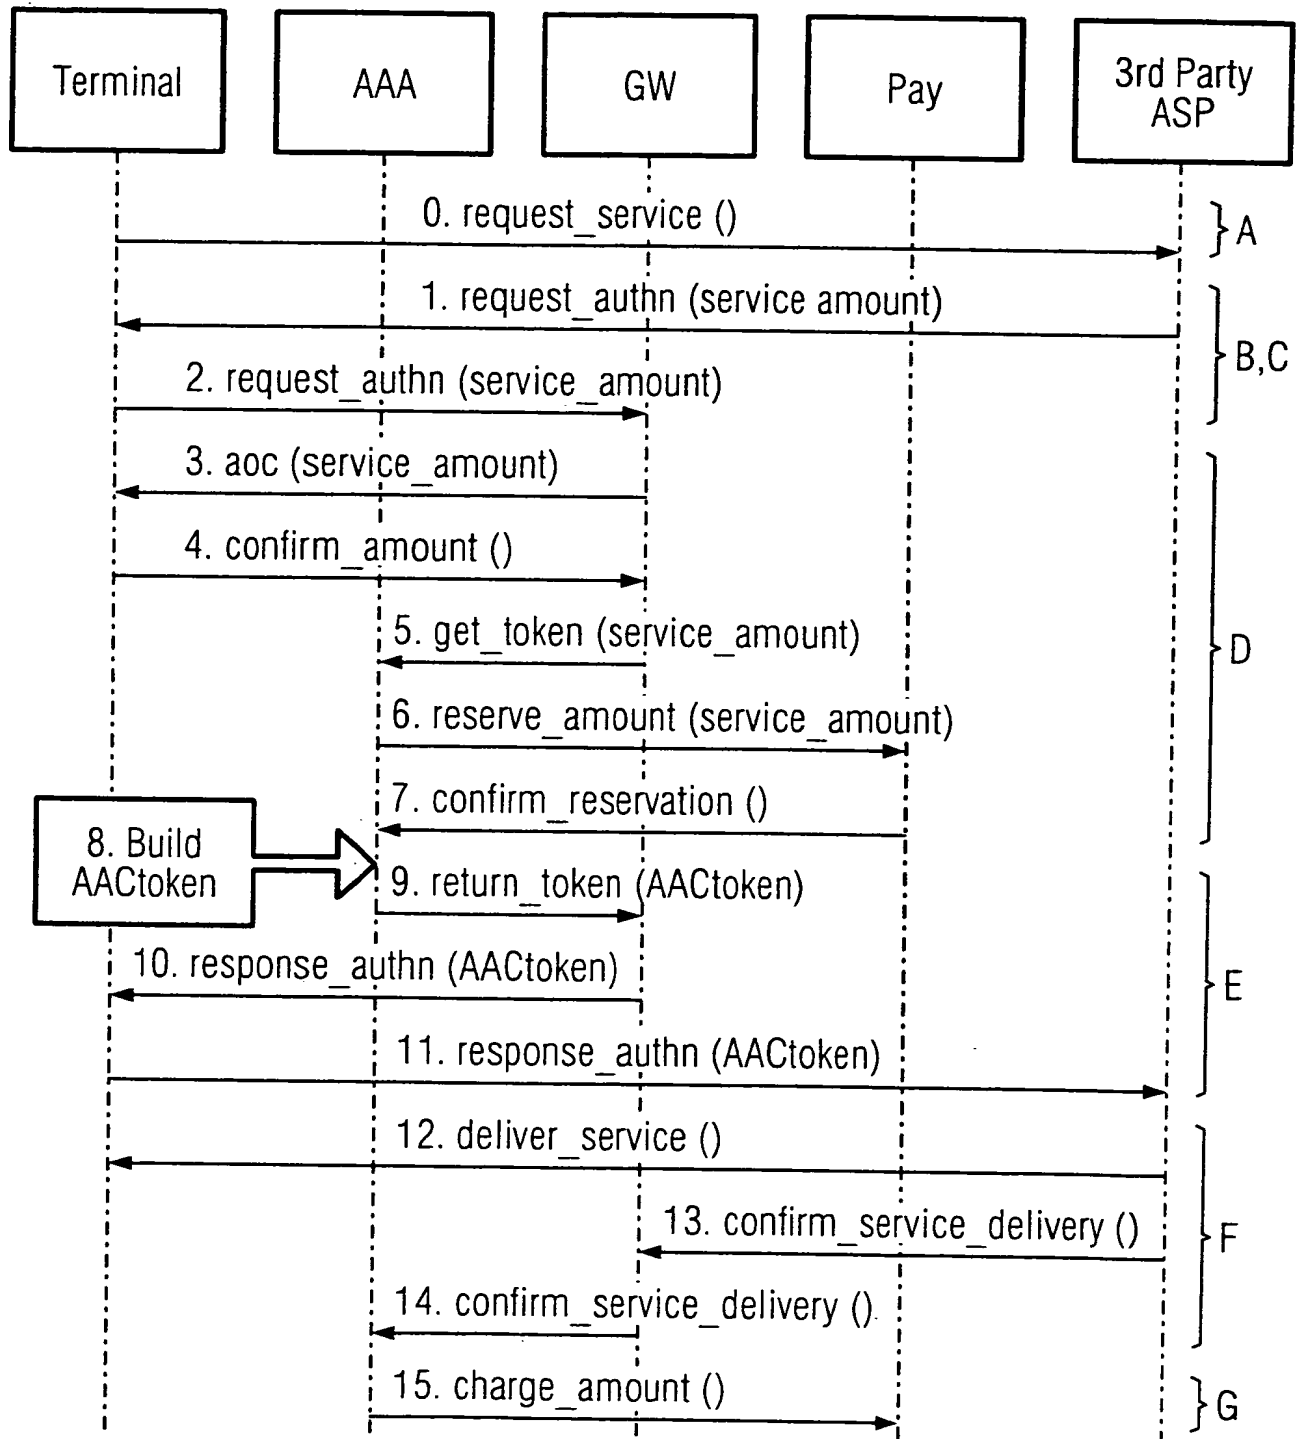 Terminal
AAA
GW
Pay
3rd Party
ASP
0. request_service ()
A
1. request_authn (service amount)
B,C
2. request_authn (service_amount)
3. aoc (service_amount)
4. confirm_amount ()
5. get_token (service_amount)
D
6. reserve_amount (service_amount)
7. confirm_reservation ()
8. Build
AACtoken
9. return_token (AACtoken)
10. response_authn (AACtoken)
E
11. response_authn (AACtoken)
12. deliver_service ()
13. confirm_service_delivery ()
F
14. confirm_service_delivery ()
15. charge_amount ()
G